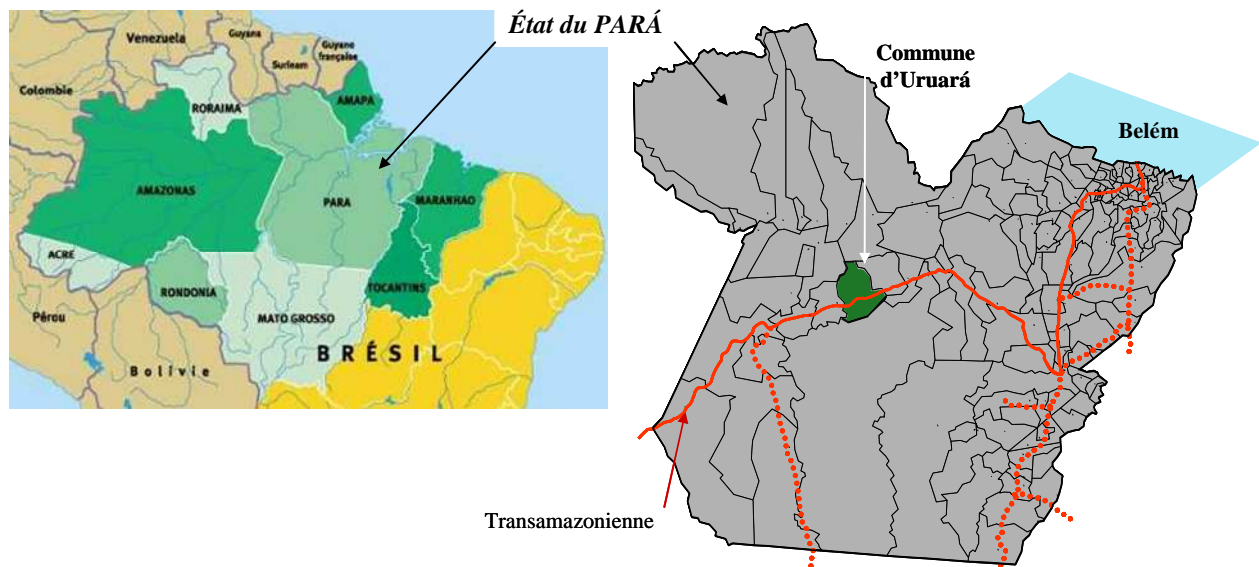 État du PARÁ
Venezuela
Guyana
Surieam
Guyane
française
Colombie
RORAIMA
AMAPA
AMAZONAS
PARA
MARANHAO
ACRE
RONDONIA
TOCANTINS
MATO GROSSO
Pérou
Bolivie
BRÉSIL
Commune
d'Uruará
Belém
Transamazonienne